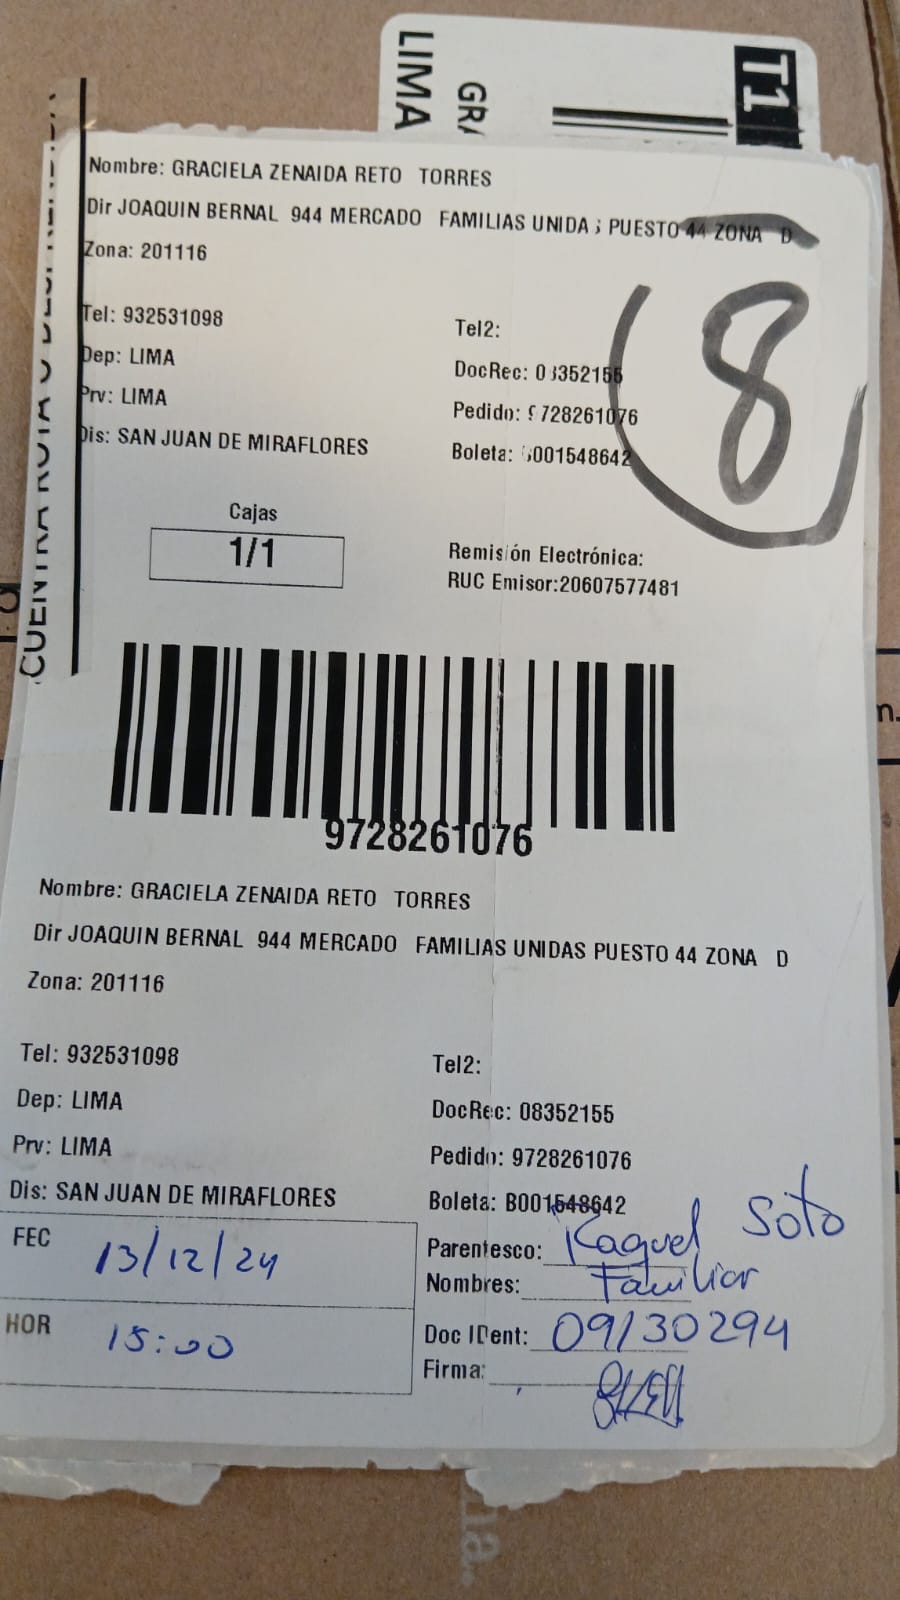 LIMA
GR
T1
Nombre: GRACIELA ZENAIDA RETO TORRES
Dir JOAQUIN BERNAL 944 MERCADO FAMILIAS UNIDAS PUESTO 44 ZONA D
Zona: 201116
Tel: 932531098
Tel2:
Dep: LIMA
DocRec: 08352155
Prv: LIMA
Pedido: 9728261076
Dis: SAN JUAN DE MIRAFLORES
Boleta: B001548642
8
Cajas
1/1
Remisión Electrónica:
RUC Emisor:20607577481
9728261076
Nombre: GRACIELA ZENAIDA RETO TORRES
Dir JOAQUIN BERNAL 944 MERCADO FAMILIAS UNIDAS PUESTO 44 ZONA D
Zona: 201116
Tel: 932531098
Tel2:
Dep: LIMA
DocRec: 08352155
Prv: LIMA
Pedido: 9728261076
Dis: SAN JUAN DE MIRAFLORES
Boleta: B001548642
FEC 13/12/24
Parentesco: Raquel Soto
Nombres: Familiar
HOR 15:00
Doc IDent: 09130294
Firma: